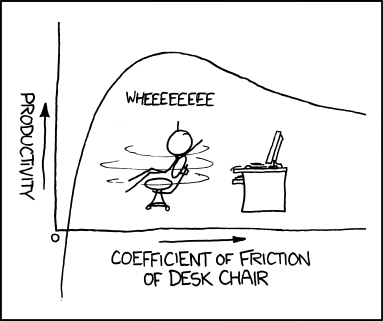 WHEEEEEEEE
PRODUCTIVITY
0
COEFFICIENT OF FRICTION
OF DESK CHAIR